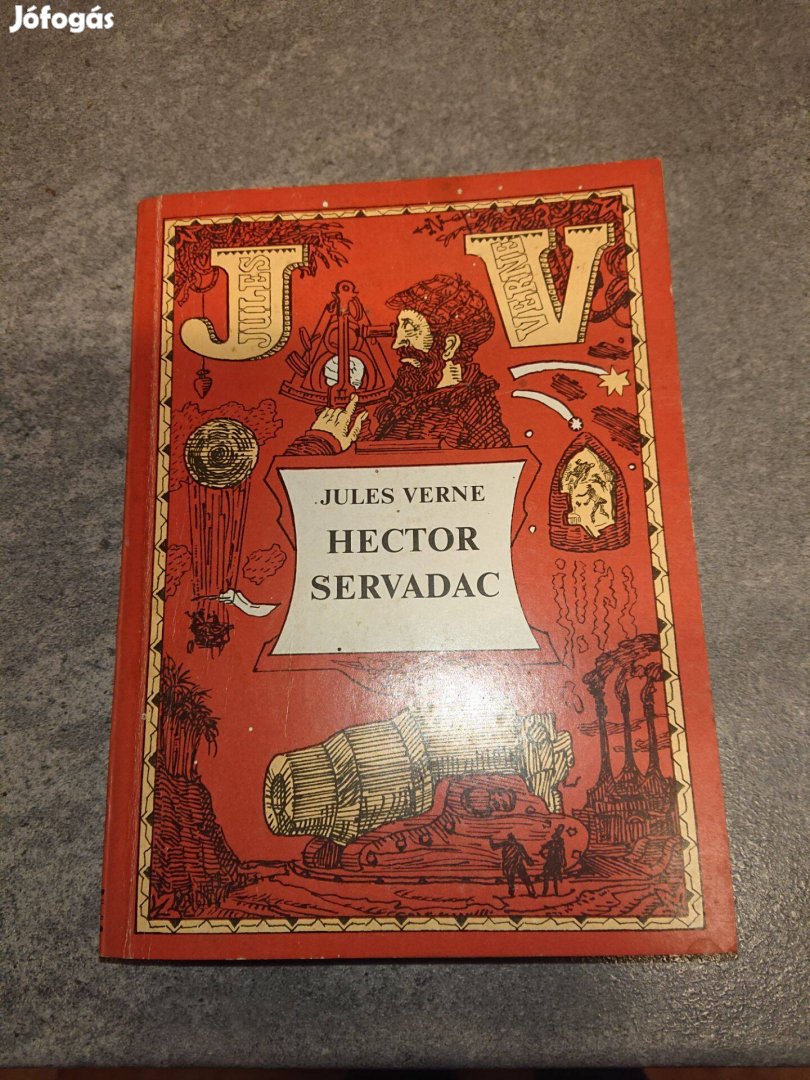 Jófogás
JULES
VERNE
JULES VERNE
HECTOR
SERVADAC